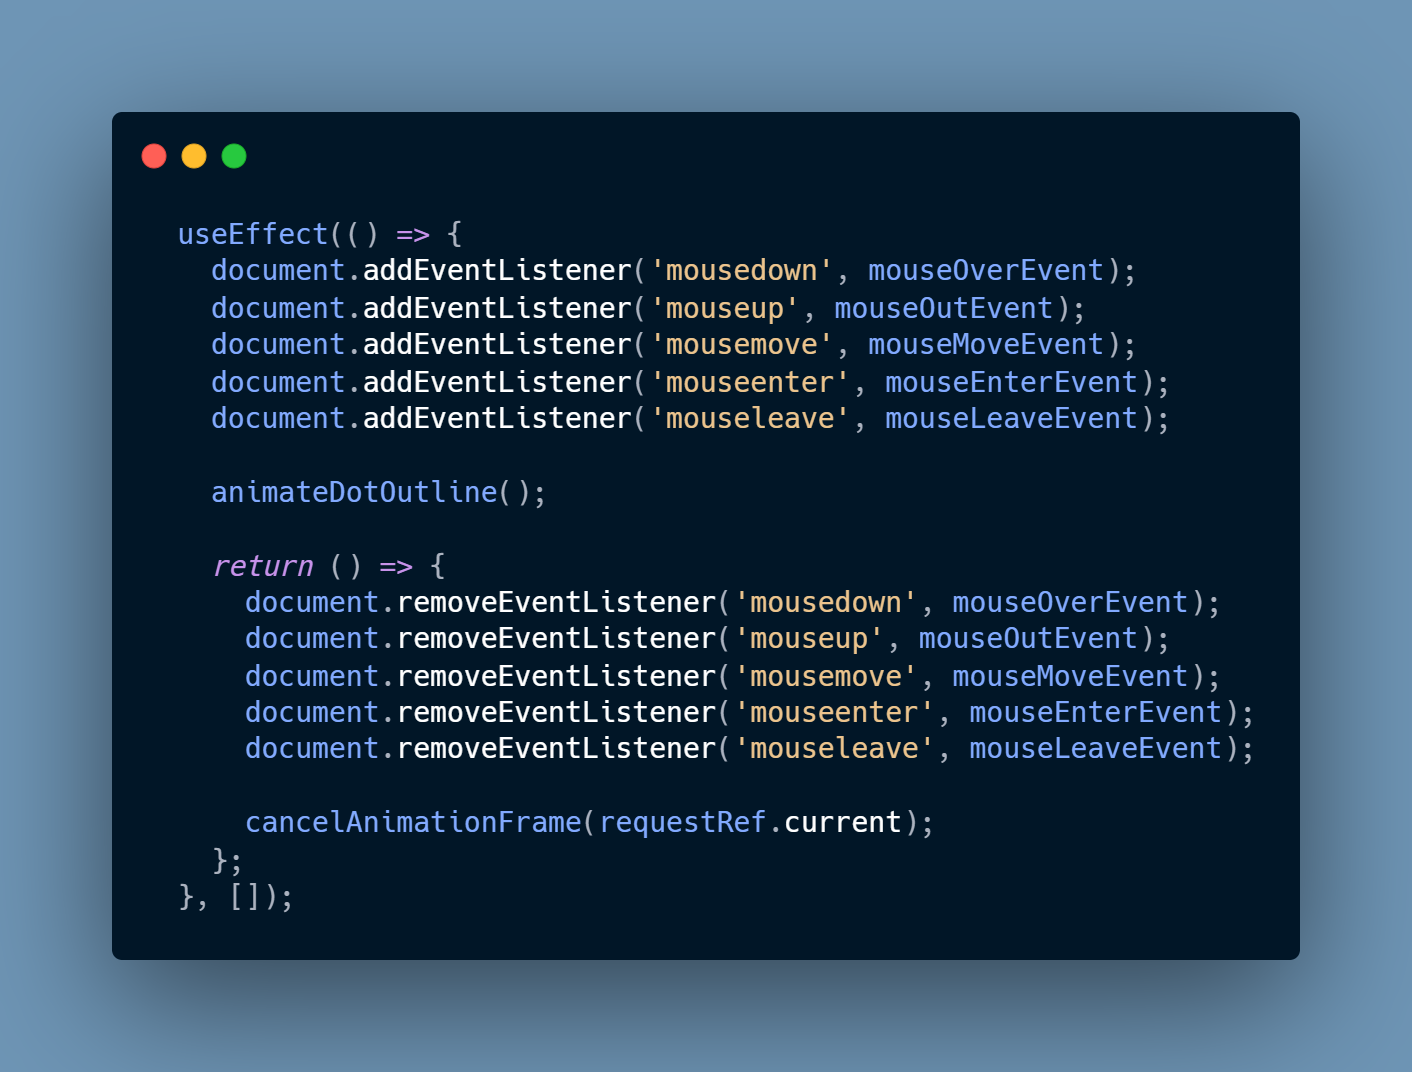 useEffect(() => {
  document.addEventListener('mousedown', mouseOverEvent);
  document.addEventListener('mouseup', mouseOutEvent);
  document.addEventListener('mousemove', mouseMoveEvent);
  document.addEventListener('mouseenter', mouseEnterEvent);
  document.addEventListener('mouseleave', mouseLeaveEvent);

  animateDotOutline();

  return () => {
    document.removeEventListener('mousedown', mouseOverEvent);
    document.removeEventListener('mouseup', mouseOutEvent);
    document.removeEventListener('mousemove', mouseMoveEvent);
    document.removeEventListener('mouseenter', mouseEnterEvent);
    document.removeEventListener('mouseleave', mouseLeaveEvent);

    cancelAnimationFrame(requestRef.current);
  };
}, []);